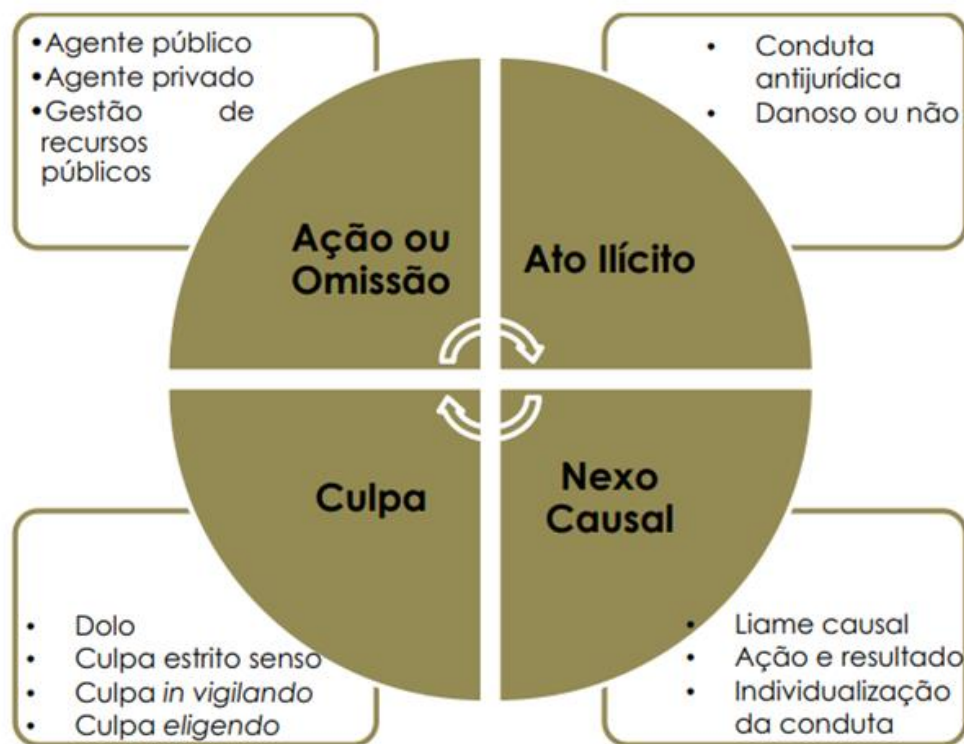 •Agente público
•Agente privado
•Gestão de
recursos
públicos
• Conduta
antijurídica
• Danoso ou não
Ação ou
Omissão
Ato Ilícito
Culpa
Nexo
Causal
• Dolo
• Culpa estrito senso
• Culpa in vigilando
• Culpa eligendo
• Liame causal
• Ação e resultado
• Individualização
da conduta